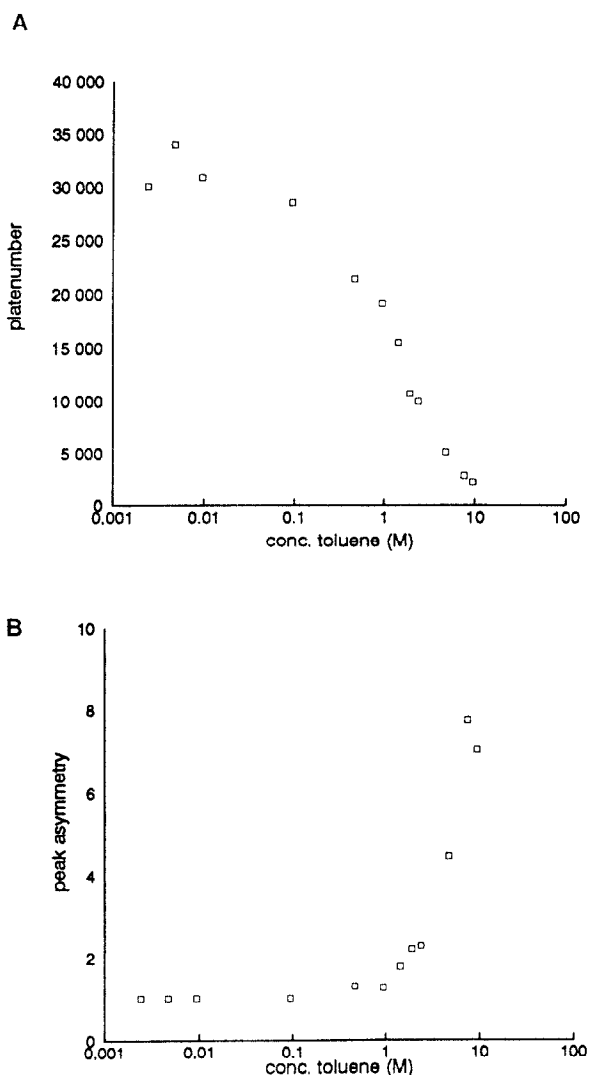 A
40 000
35 000
30 000
25 000
20 000
15 000
10 000
5 000
0
platenumber
0.001 0.01 0.1 1 10 100
conc. toluene (M)
B
10
8
6
4
2
0
peak asymmetry
0.001 0.01 0.1 1 10 100
conc. toluene (M)